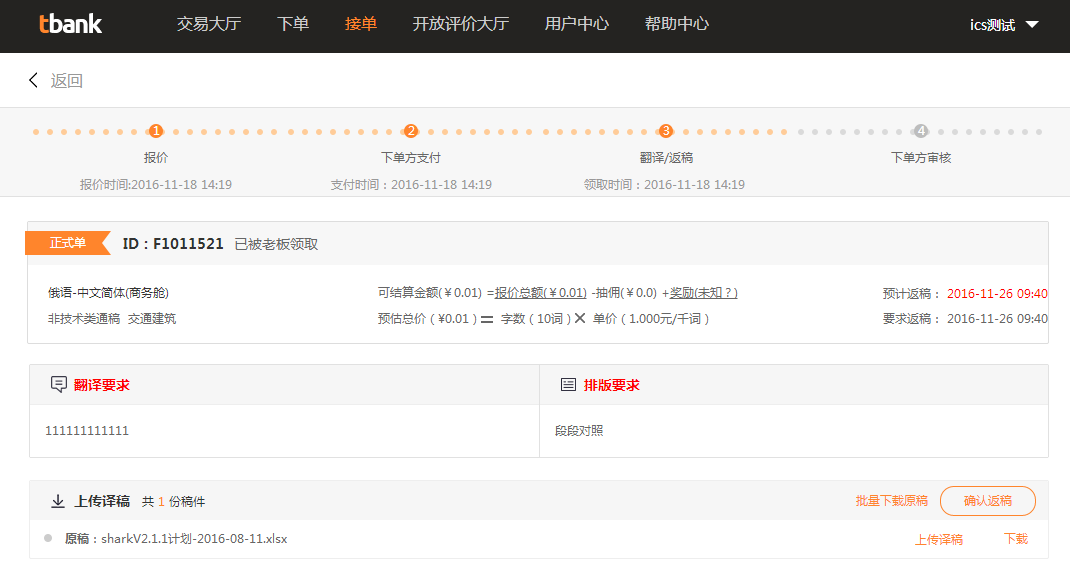 tbank 交易大厅 下单 接单 开放评价大厅 用户中心 帮助中心 ics测试
返回
1 2 3 4
报价 下单方支付 翻译/返稿 下单方审核
报价时间:2016-11-18 14:19 支付时间：2016-11-18 14:19 领取时间：2016-11-18 14:19
正式单 ID：F1011521 已被老板领取
俄语-中文简体(商务舱) 可结算金额(￥0.01) =报价总额(￥0.01) -抽佣(￥0.0) +奖励(未知？) 预计返稿： 2016-11-26 09:40
非技术类通稿 交通建筑 预估总价（¥0.01）= 字数（10词）× 单价（1.000元/千词） 要求返稿： 2016-11-26 09:40
翻译要求 排版要求
111111111111 段段对照
上传译稿 共 1 份稿件 批量下载原稿 确认返稿
原稿：sharkV2.1.1计划-2016-08-11.xlsx 上传译稿 下载